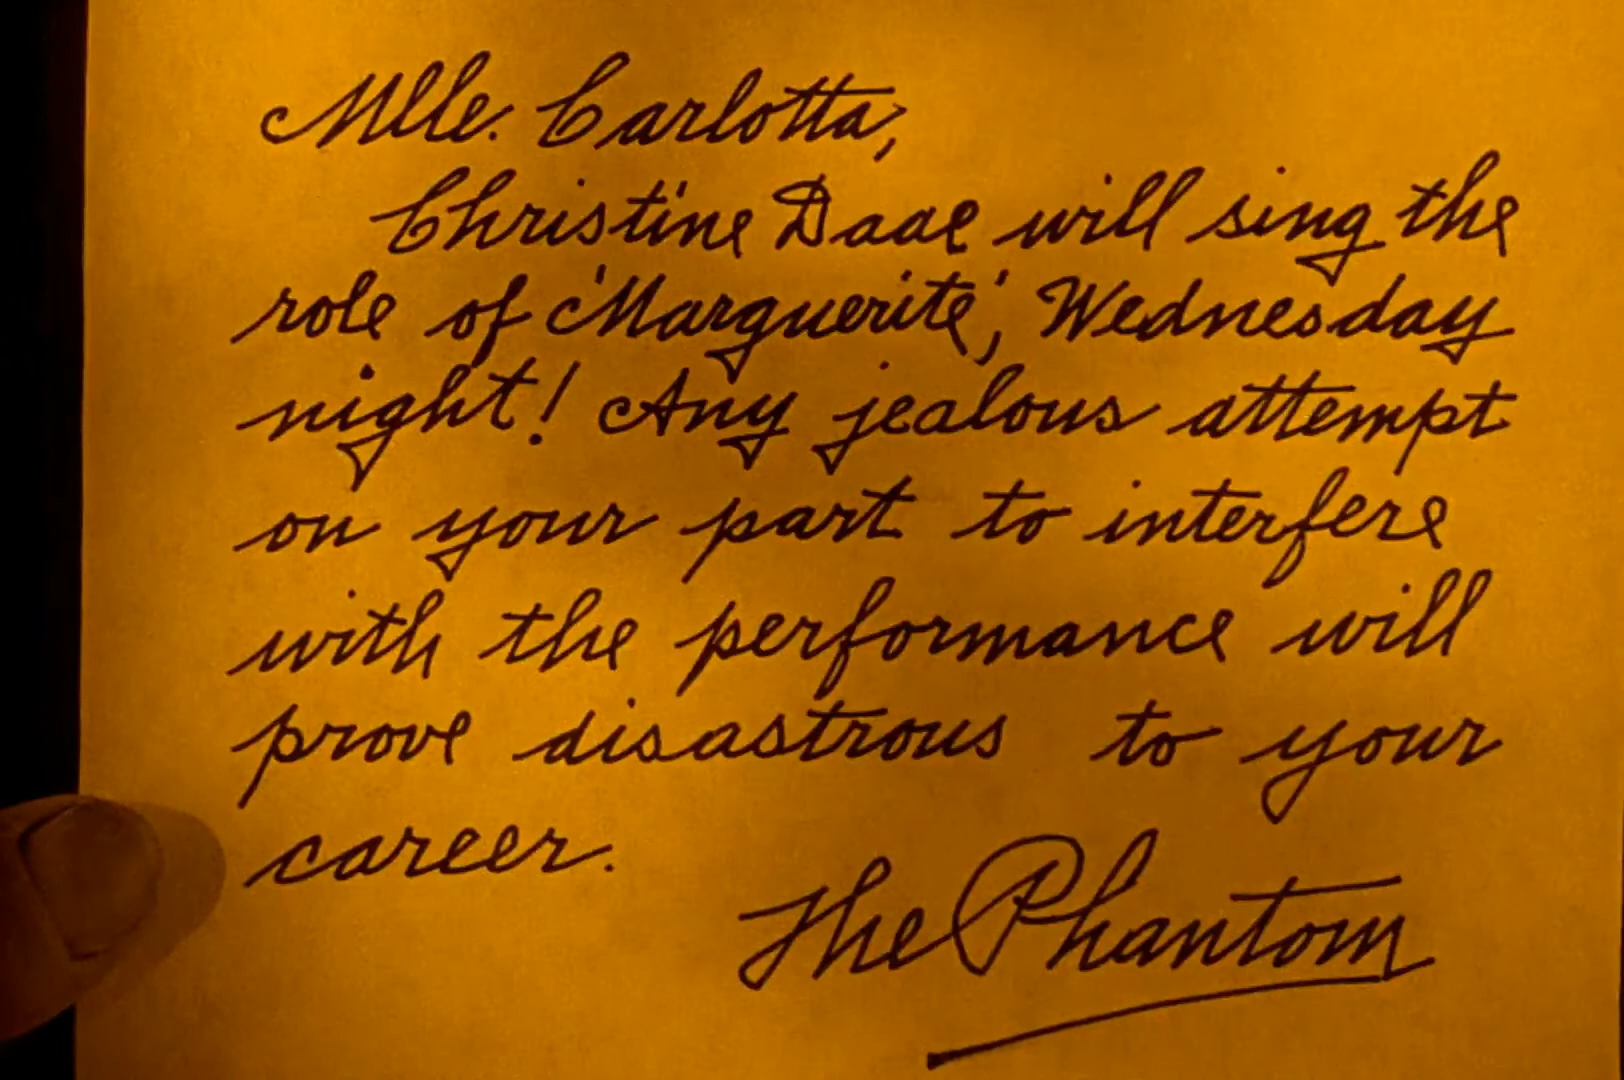 Mlle. Carlotta,
Christine Daae will sing the
role of 'Marguerite', Wednesday
night! Any jealous attempt
on your part to interfere
with the performance will
prove disastrous to your
career.
The Phantom